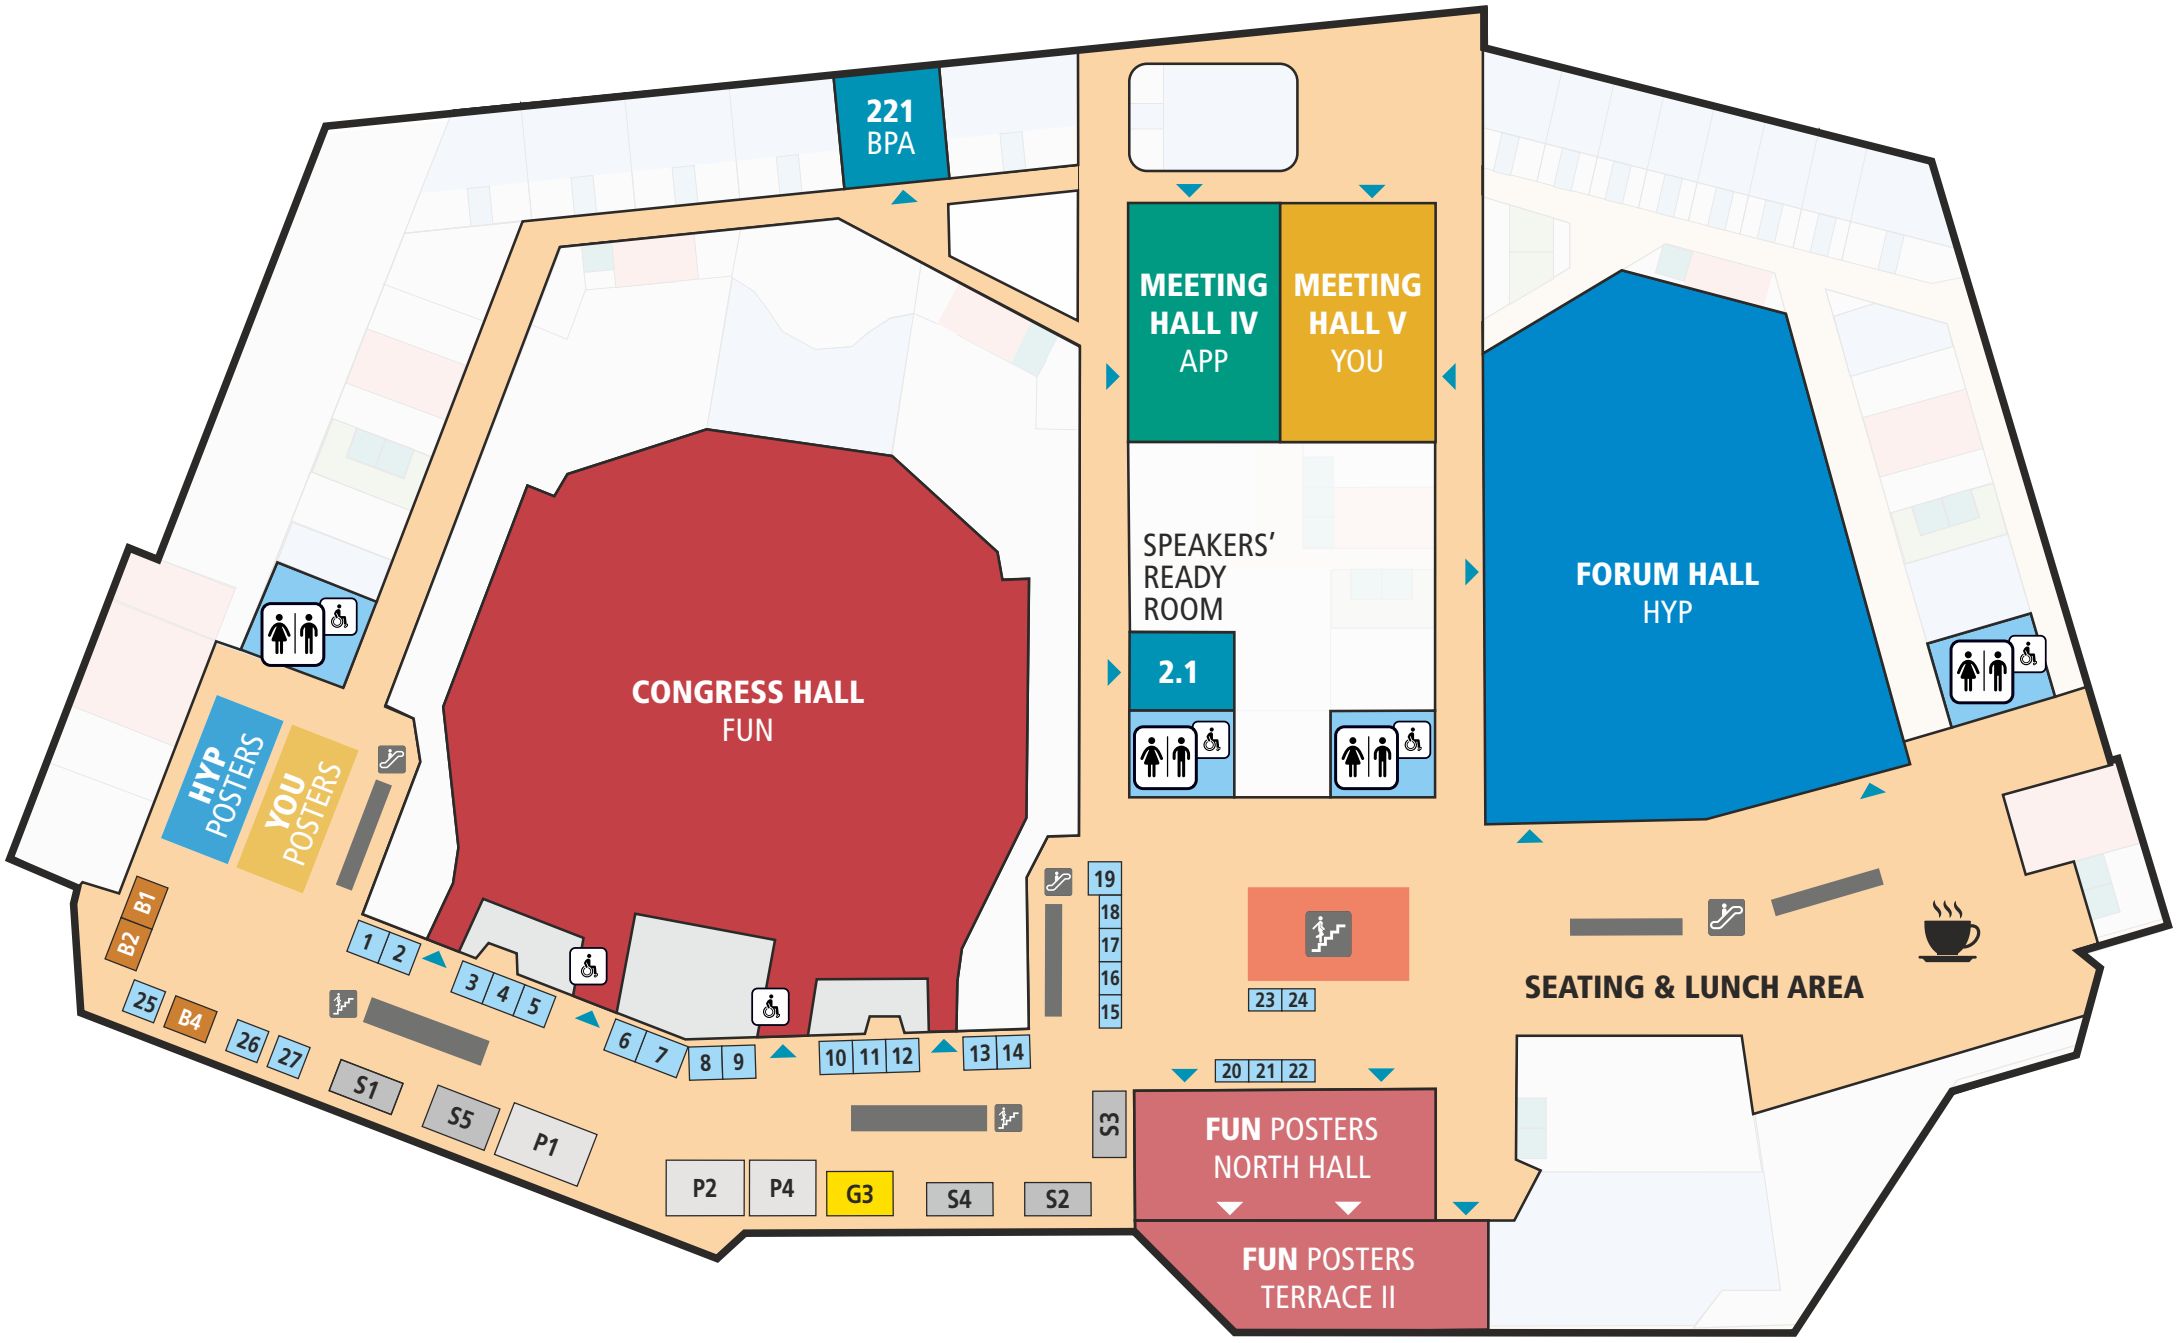 221
BPA
MEETING
HALL IV
APP
MEETING
HALL V
YOU
SPEAKERS’
READY
ROOM
2.1
FORUM HALL
HYP
CONGRESS HALL
FUN
HYP
POSTERS
YOU
POSTERS
B1
B2
25
B4
26
27
1
2
3
4
5
6
7
8
9
10
11
12
13
14
19
18
17
16
15
23
24
20
21
22
SEATING & LUNCH AREA
S1
S5
P1
P2
P4
G3
S4
S2
S3
FUN POSTERS
NORTH HALL
FUN POSTERS
TERRACE II